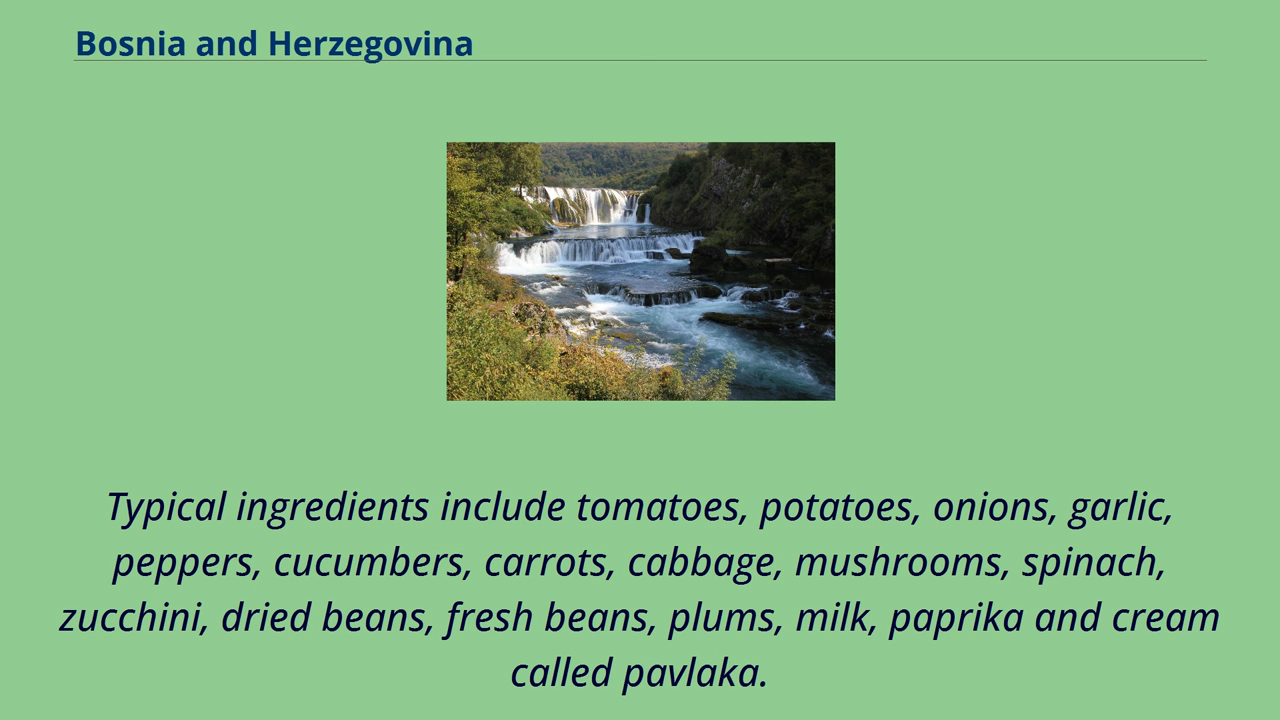 Bosnia and Herzegovina
Typical ingredients include tomatoes, potatoes, onions, garlic,
peppers, cucumbers, carrots, cabbage, mushrooms, spinach,
zucchini, dried beans, fresh beans, plums, milk, paprika and cream
called pavlaka.